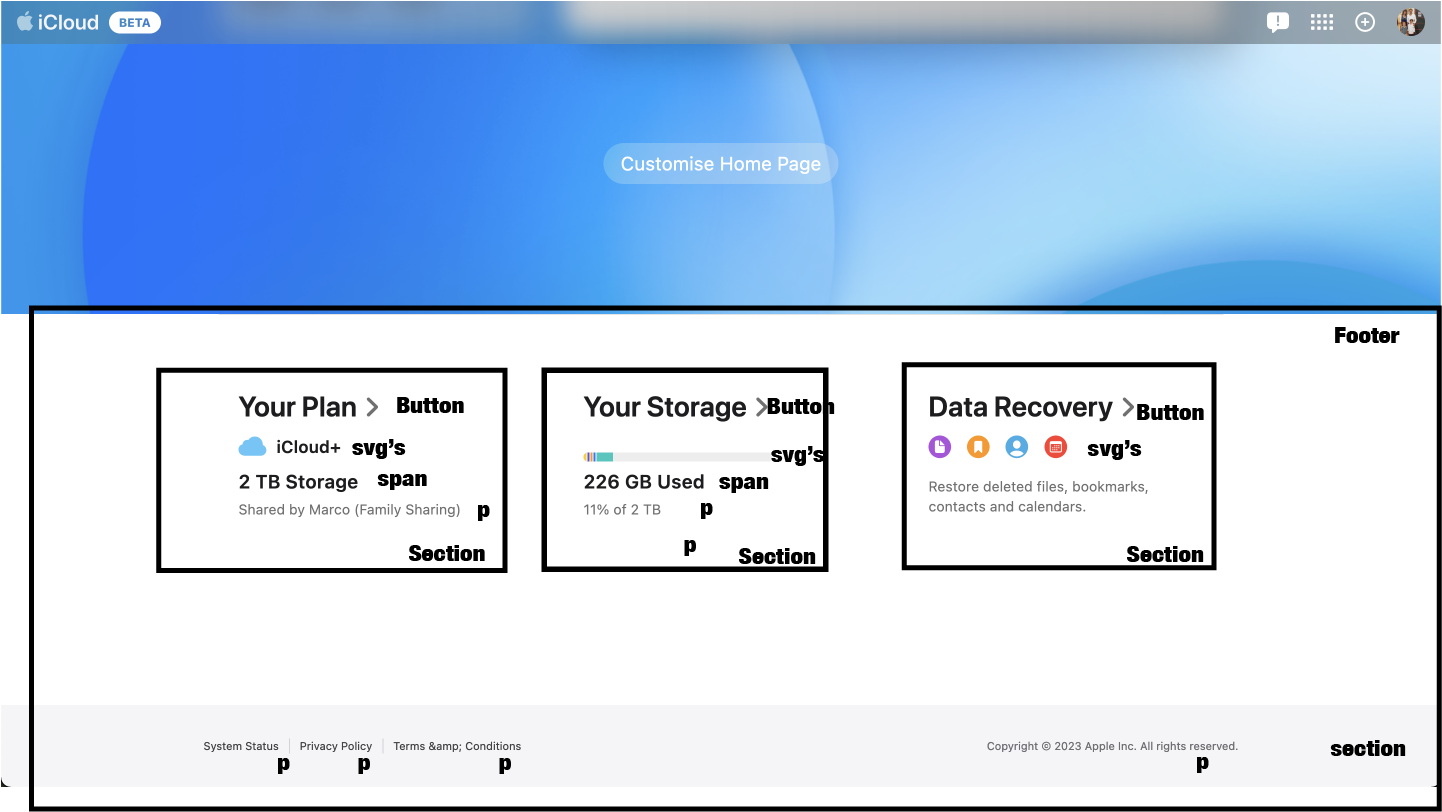 iCloud BETA
!
Customise Home Page
Footer
Your Plan Button
iCloud+ svg's
2 TB Storage span
Shared by Marco (Family Sharing) p
Section
Your Storage Button
svg's
226 GB Used span
11% of 2 TB p
p
Section
Data Recovery Button
svg's
Restore deleted files, bookmarks,
contacts and calendars.
Section
System Status Privacy Policy Terms &amp; Conditions
p p p
Copyright © 2023 Apple Inc. All rights reserved.
p
section